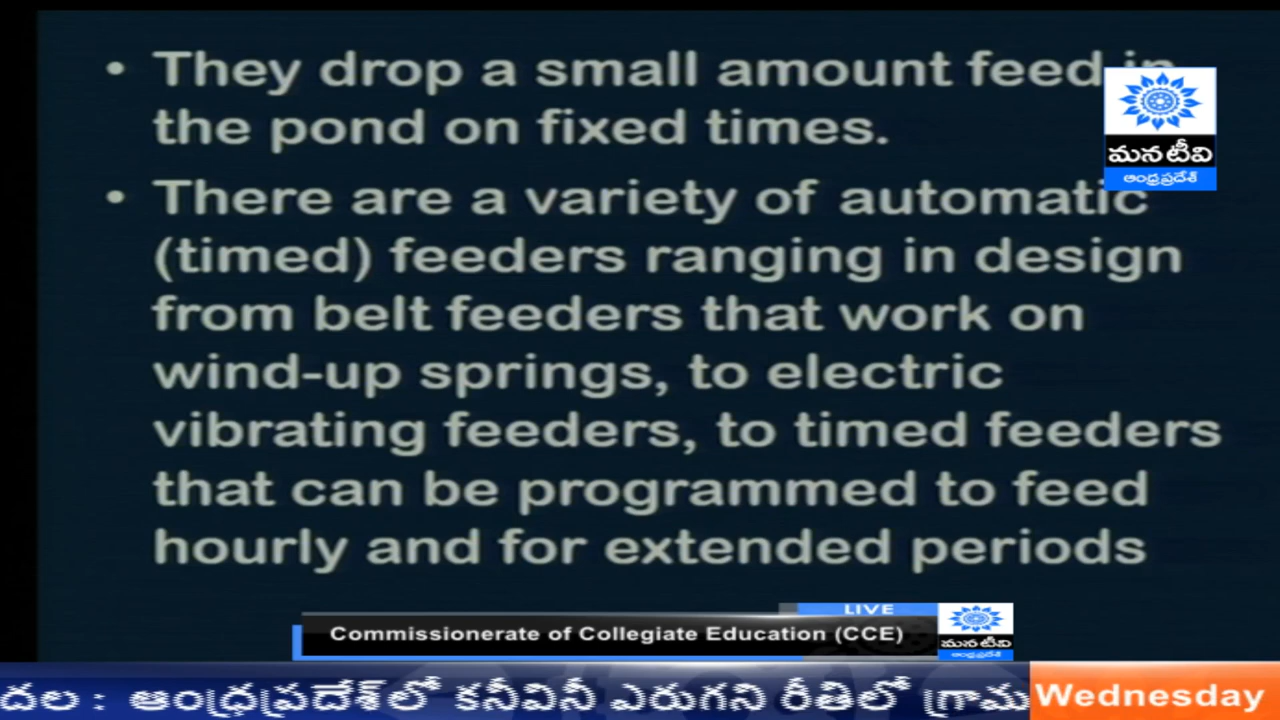 • They drop a small amount feed in
the pond on fixed times.
• There are a variety of automatic
(timed) feeders ranging in design
from belt feeders that work on
wind-up springs, to electric
vibrating feeders, to timed feeders
that can be programmed to feed
hourly and for extended periods
మన టీవి
ఆంధ్రప్రదేశ్
LIVE
Commissionerate of Collegiate Education (CCE)
మన టీవి
ఆంధ్రప్రదేశ్
దల : ఆంధ్రప్రదేశ్‌లో కనీవినీ ఎరుగని రీతిలో గ్రామ
Wednesday